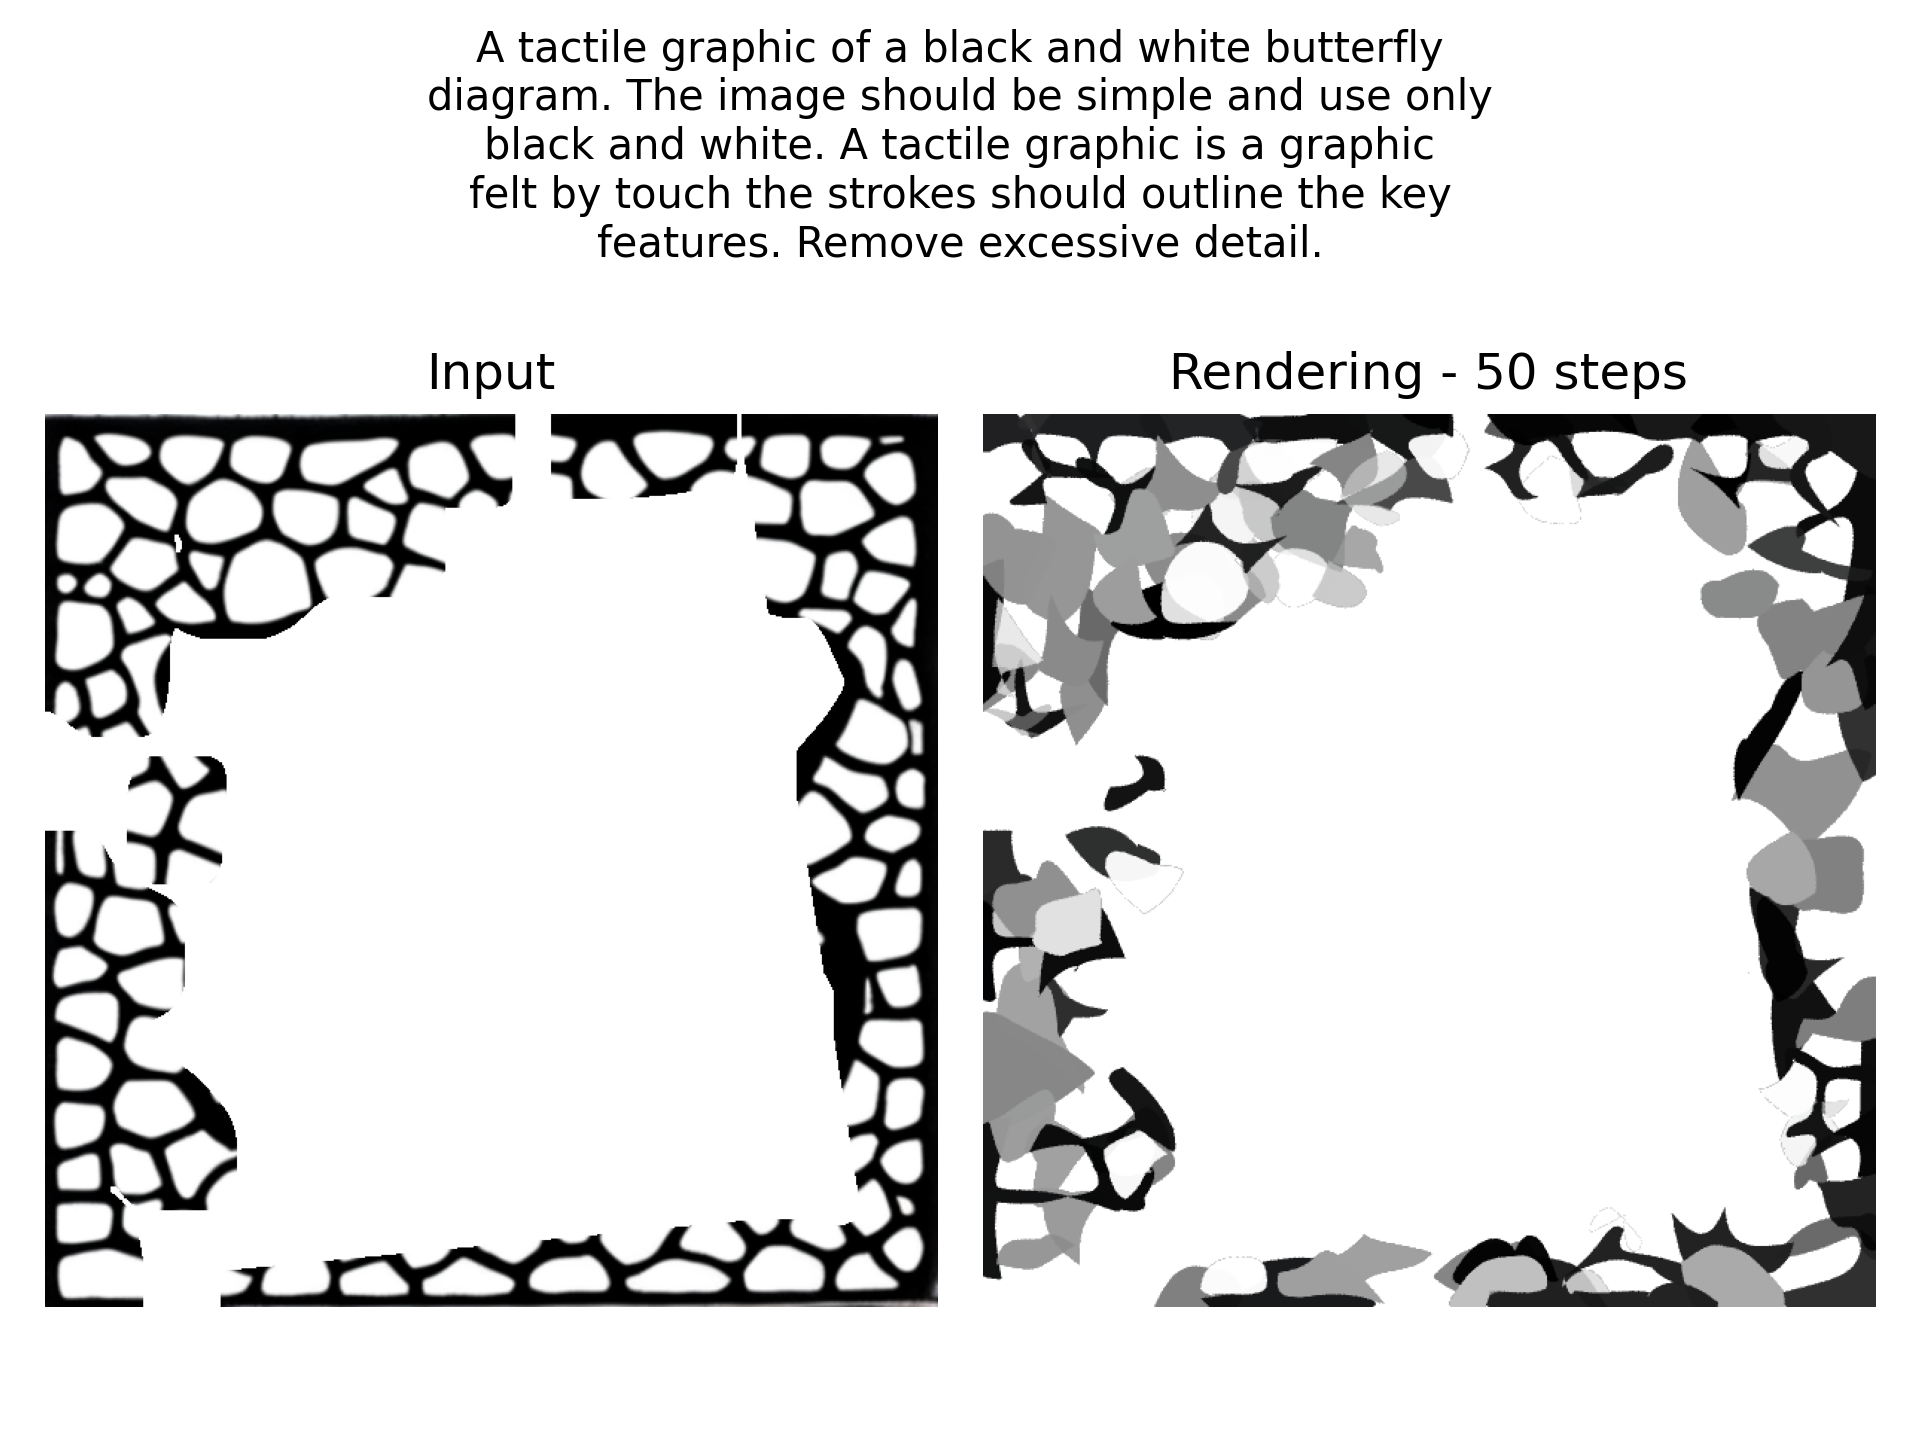 A tactile graphic of a black and white butterfly
diagram. The image should be simple and use only
black and white. A tactile graphic is a graphic
felt by touch the strokes should outline the key
features. Remove excessive detail.
Input
Rendering - 50 steps